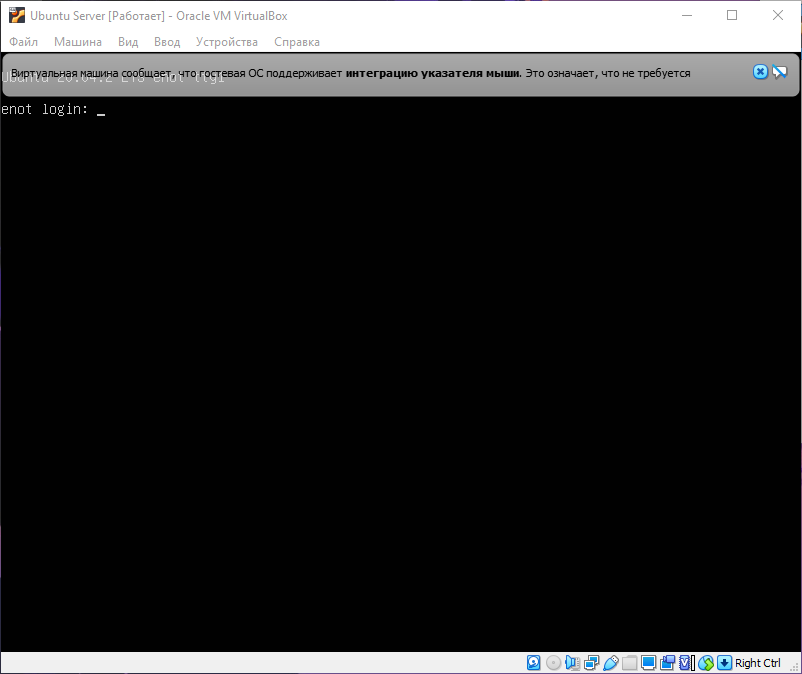 Ubuntu Server [Работает] - Oracle VM VirtualBox
Файл Машина Вид Ввод Устройства Справка
Ubuntu 20.04.2 LTS enot tty1
Виртуальная машина сообщает, что гостевая ОС поддерживает интеграцию указателя мыши. Это означает, что не требуется
enot login: _
Right Ctrl